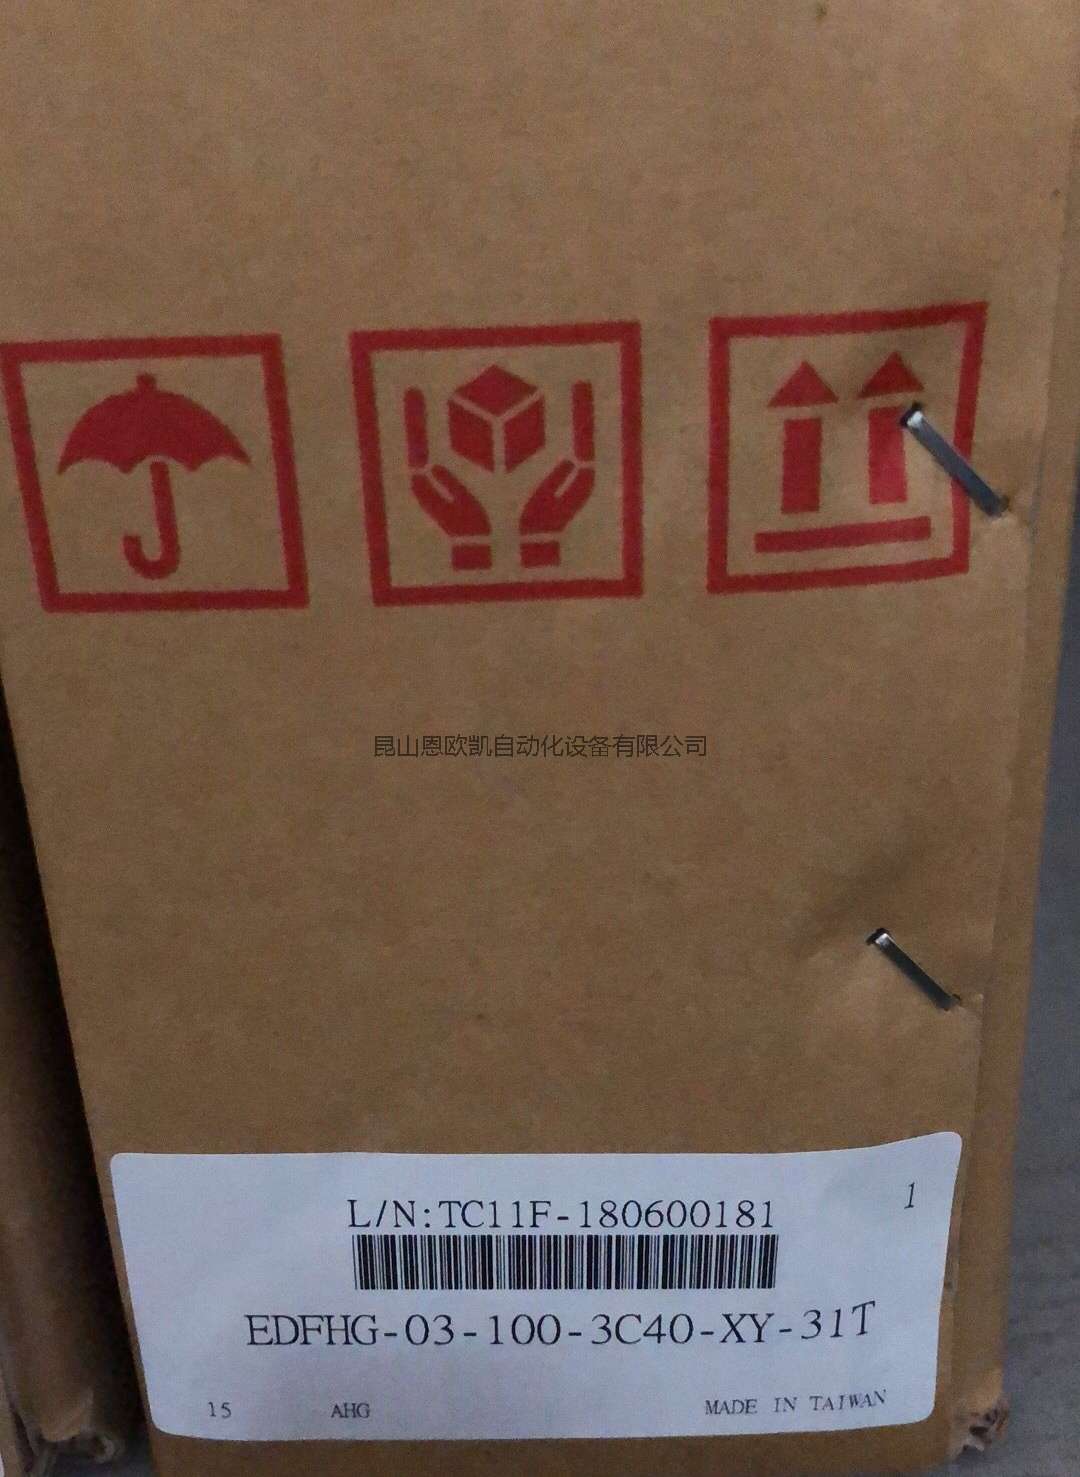 昆山恩欧凯自动化设备有限公司
1
L/N:TC11F-180600181
EDFHG-03-100-3C40-XY-31T
15 AHG MADE IN TAIWAN